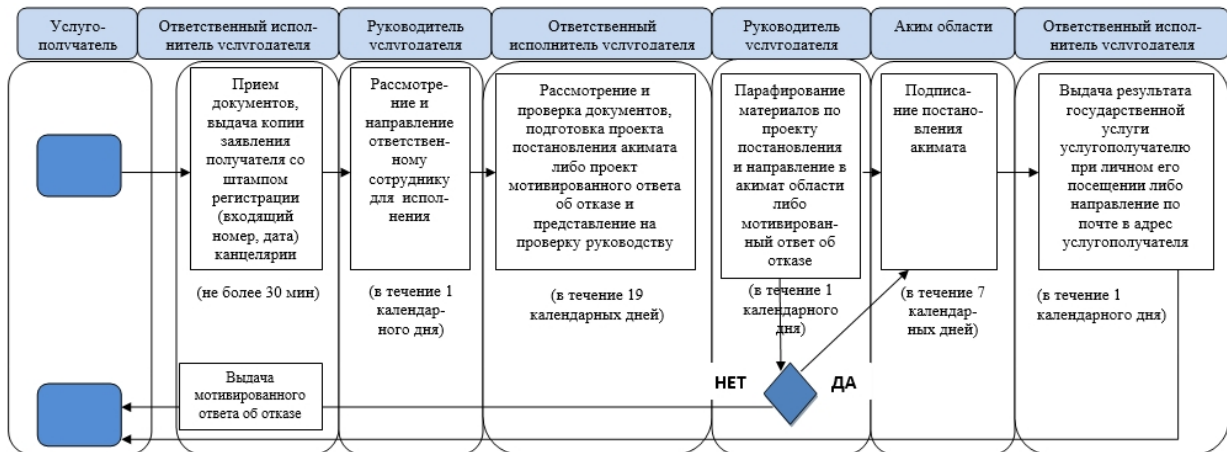 Услуго-
получатель
Ответственный испол-
нитель услугодателя
Руководитель
услугодателя
Ответственный
исполнитель услугодателя
Руководитель
услугодателя
Аким области
Ответственный исполнитель
услугодателя
Прием
документов,
выдача копии
заявления
получателя со
штампом
регистрации
(входящий
номер, дата)
канцелярии
(не более 30 мин)
Рассмотре-
ние и
направление
ответствен-
ному
сотруднику
для исполнения
(в течение 1
календар-
ного дня)
Рассмотрение и
проверка документов,
подготовка проекта
постановления акимата
либо проект
мотивированного ответа
об отказе и
представление на
проверку руководству
(в течение 19
календарных дней)
Парафирование
материалов по
проекту
постановления
и направление в
акимат области
либо
мотивирован-
ный ответ об
отказе
(в течение 1
календарного
дня)
Подписа-
ние поста-
новления
акимата
(в течение 7
календар-
ных дней)
Выдача результата
государственной
услуги
услугополучателю
при личном его
посещении либо
направление по
почте в адрес
услугополучателя
(в течение 1
календарного дня)
НЕТ
ДА
Выдача
мотивированного
ответа об отказе